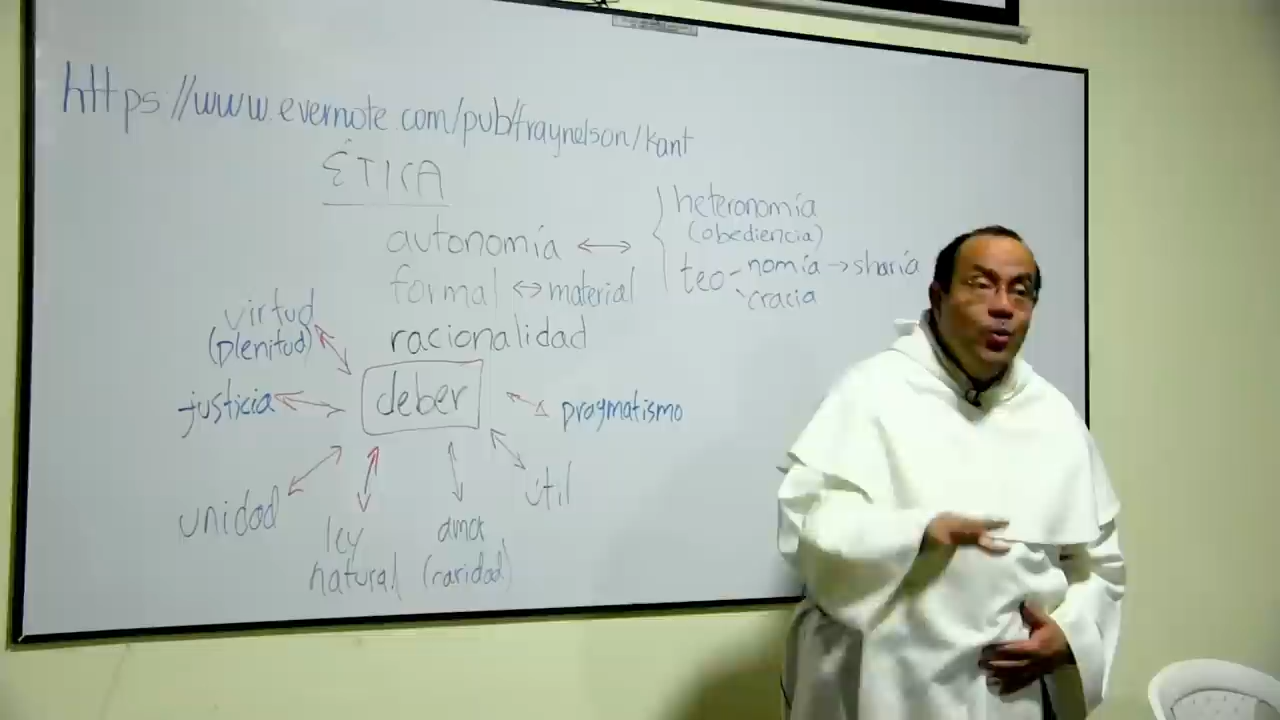 https://www.evernote.com/pub/fraynelson/kant
ÉTICA
autonomía ↔ { heteronomía
(obediencia)
teo - nomía → sharía
cracia
formal ↔ material
racionalidad
virtud
(plenitud)
justicia
deber
pragmatismo
unidad
ley
natural
amor
(caridad)
útil